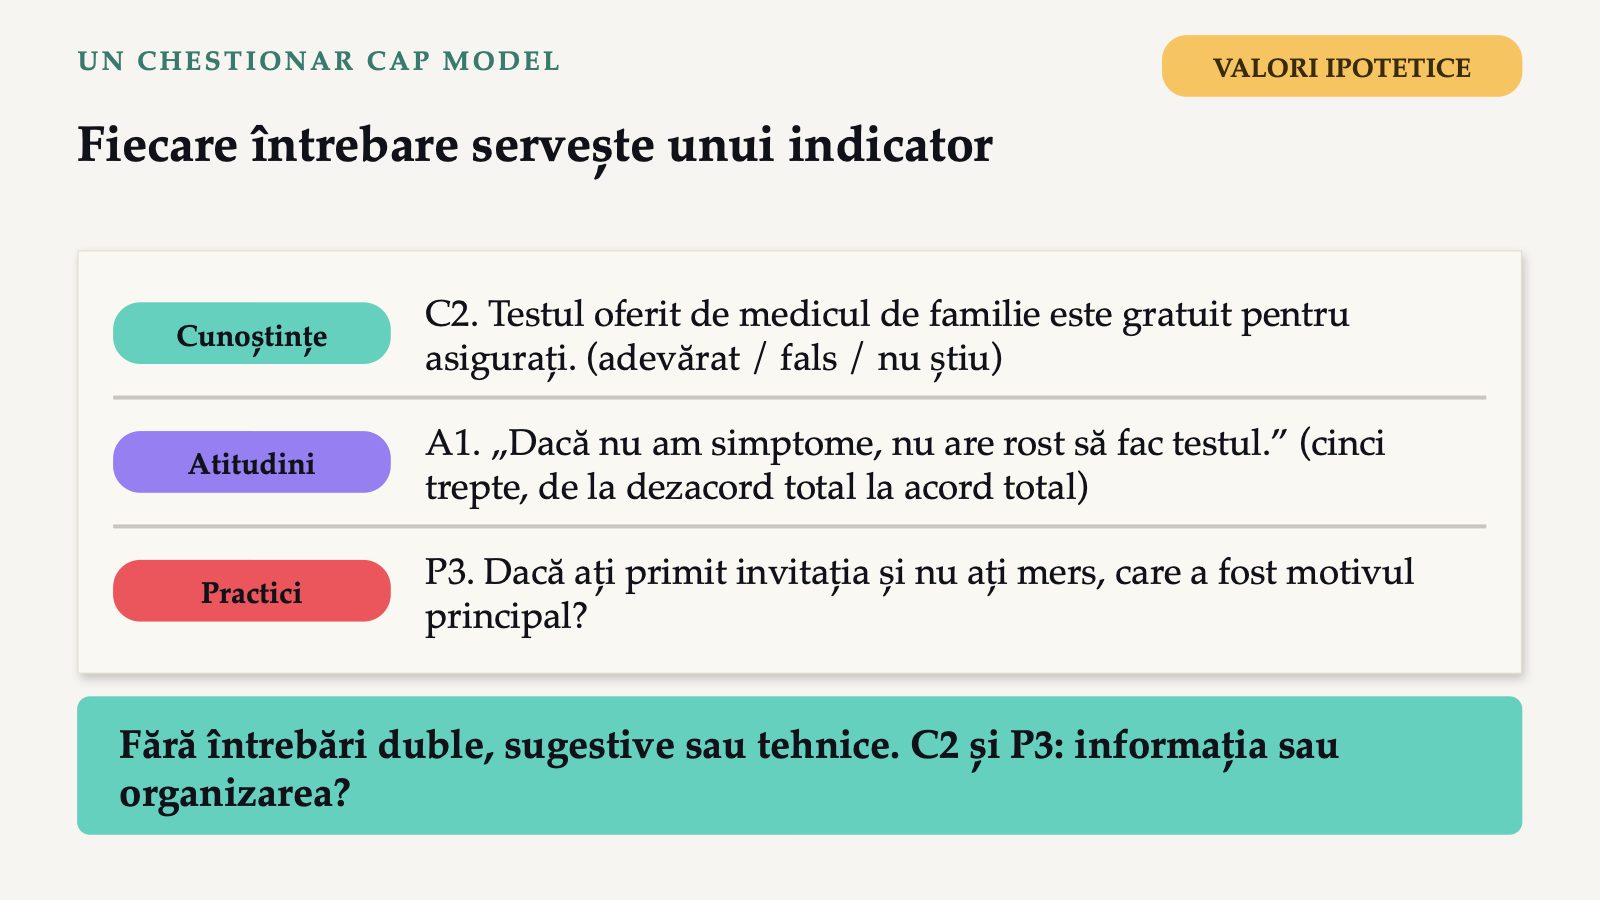 UN CHESTIONAR CAP MODEL
VALORI IPOTETICE
Fiecare întrebare servește unui indicator
Cunoștințe
C2. Testul oferit de medicul de familie este gratuit pentru
asigurați. (adevărat / fals / nu știu)
Atitudini
A1. „Dacă nu am simptome, nu are rost să fac testul.” (cinci
trepte, de la dezacord total la acord total)
Practici
P3. Dacă ați primit invitația și nu ați mers, care a fost motivul
principal?
Fără întrebări duble, sugestive sau tehnice. C2 și P3: informația sau
organizarea?